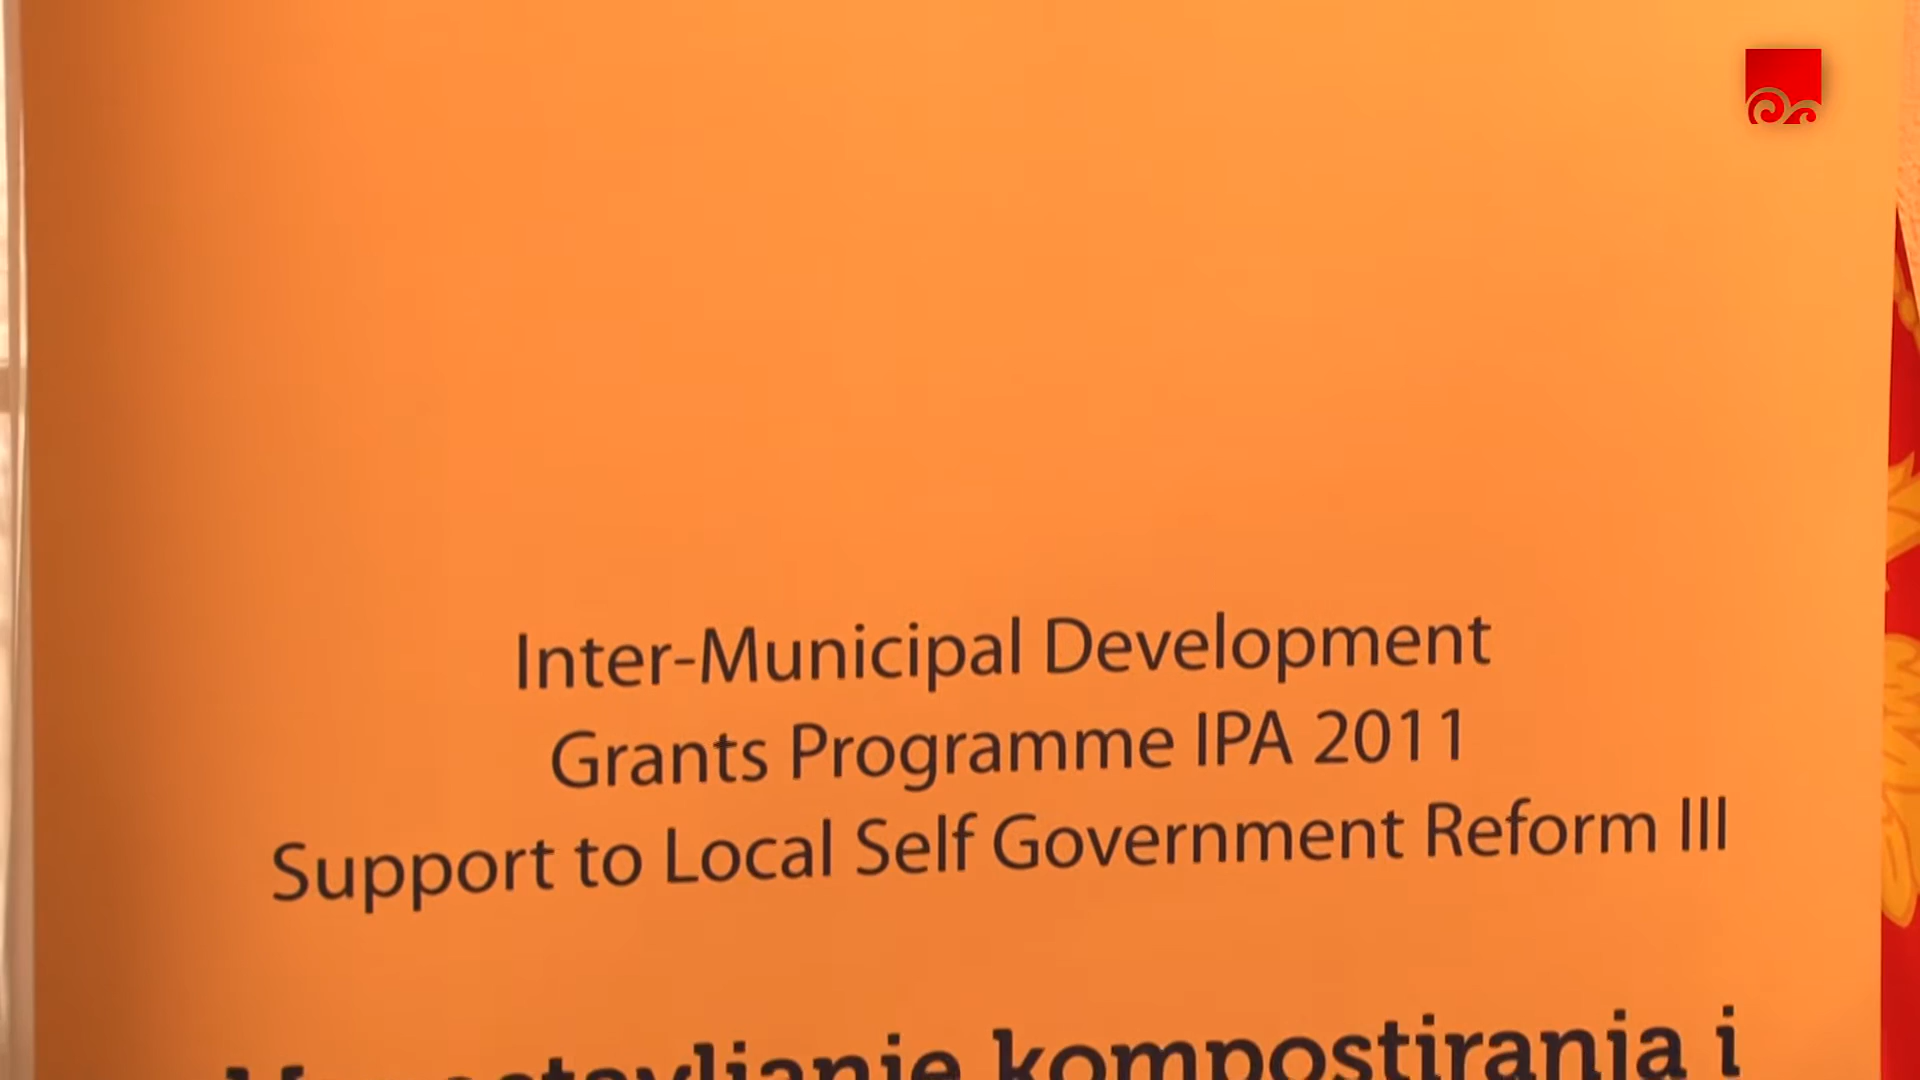 Inter-Municipal Development
Grants Programme IPA 2011
Support to Local Self Government Reform III
kompostiranja i